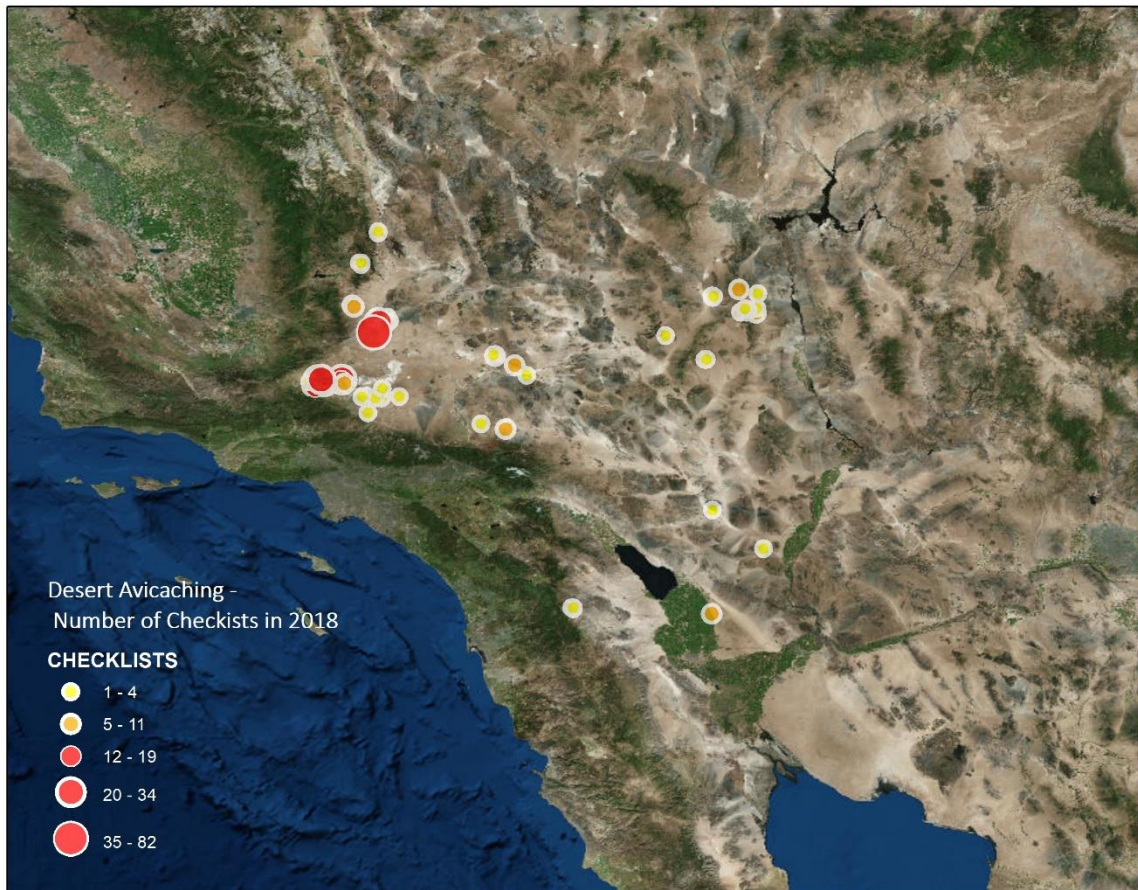 Desert Avicaching -
Number of Checkists in 2018
CHECKLISTS
1 - 4
5 - 11
12 - 19
20 - 34
35 - 82